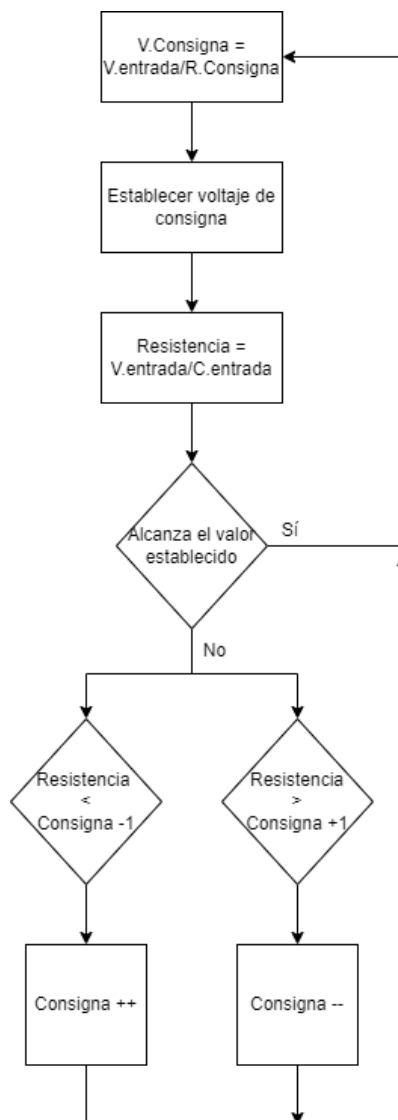 V.Consigna =
V.entrada/R.Consigna
Establecer voltaje de
consigna
Resistencia =
V.entrada/C.entrada
Alcanza el valor
establecido
Sí
No
Resistencia
<
Consigna -1
Resistencia
>
Consigna +1
Consigna ++
Consigna --